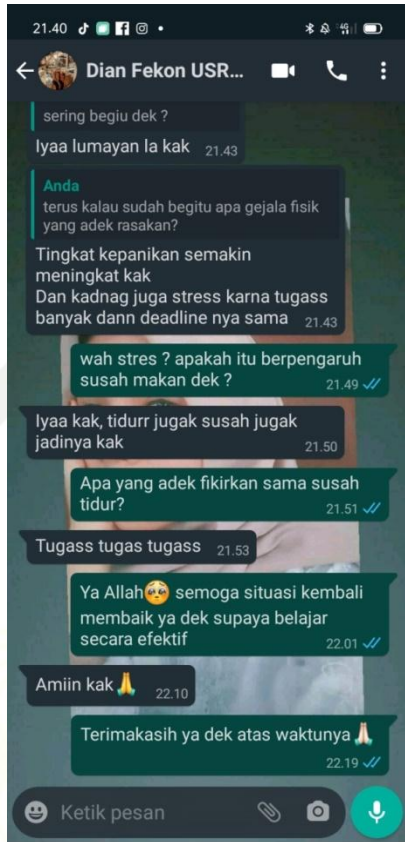 21.40
Dian Fekon USR...
sering begiu dek ?
Iyaa lumayan la kak 21.43
Anda
terus kalau sudah begitu apa gejala fisik
yang adek rasakan?
Tingkat kepanikan semakin
meningkat kak
Dan kadnag juga stress karna tugass
banyak dann deadline nya sama 21.43
wah stres ? apakah itu berpengaruh
susah makan dek ? 21.49
Iyaa kak, tidurr jugak susah jugak
jadinya kak 21.50
Apa yang adek fikirkan sama susah
tidur? 21.51
Tugass tugas tugass 21.53
Ya Allah🥺 semoga situasi kembali
membaik ya dek supaya belajar
secara efektif 22.01
Amiin kak🙏 22.10
Terimakasih ya dek atas waktunya🙏🏻
22.19
Ketik pesan